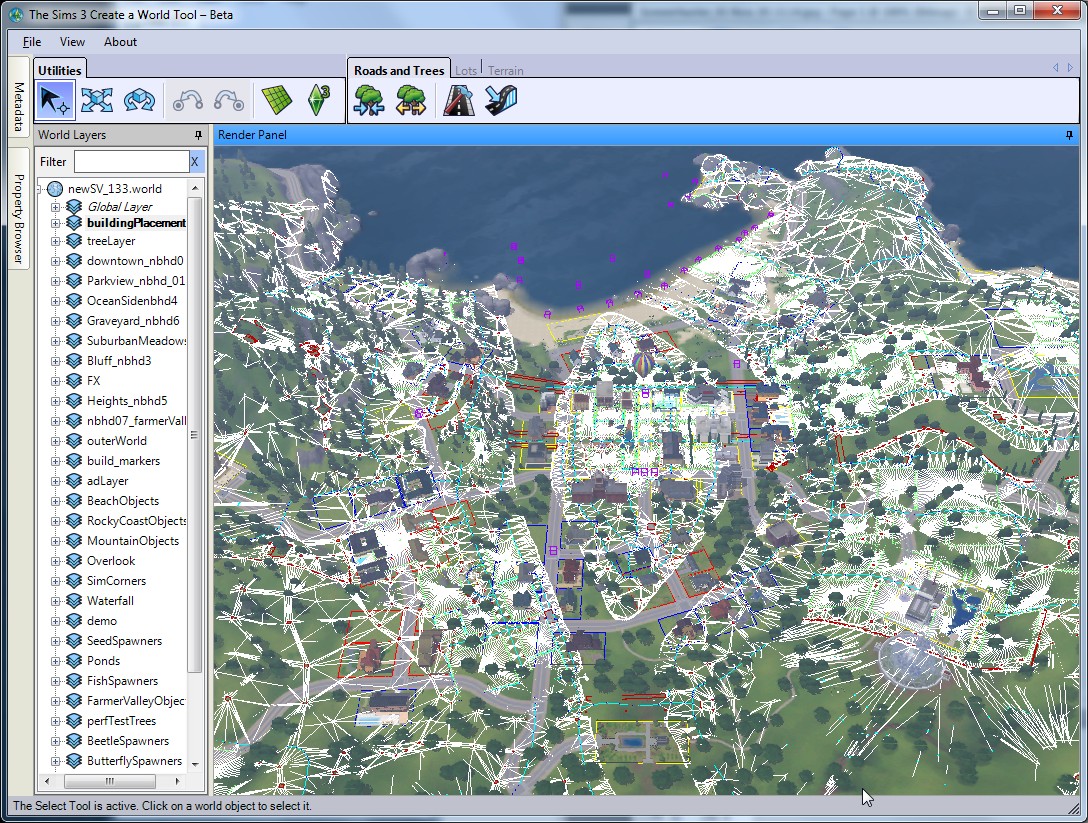 The Sims 3 Create a World Tool – Beta
File View About
Utilities
Roads and Trees Lots Terrain
3
Metadata
Property Browser
World Layers
Render Panel
Filter X
newSV_133.world
Global Layer
buildingPlacement
treeLayer
downtown_nbhd0
Parkview_nbhd_01
OceanSidenbhd4
Graveyard_nbhd6
SuburbanMeadows
Bluff_nbhd3
FX
Heights_nbhd5
nbhd07_farmerVall
outerWorld
build_markers
adLayer
BeachObjects
RockyCoastObjects
MountainObjects
Overlook
SimCorners
Waterfall
demo
SeedSpawners
Ponds
FishSpawners
FarmerValleyObjec
perfTestTrees
BeetleSpawners
ButterflySpawners
The Select Tool is active. Click on a world object to select it.